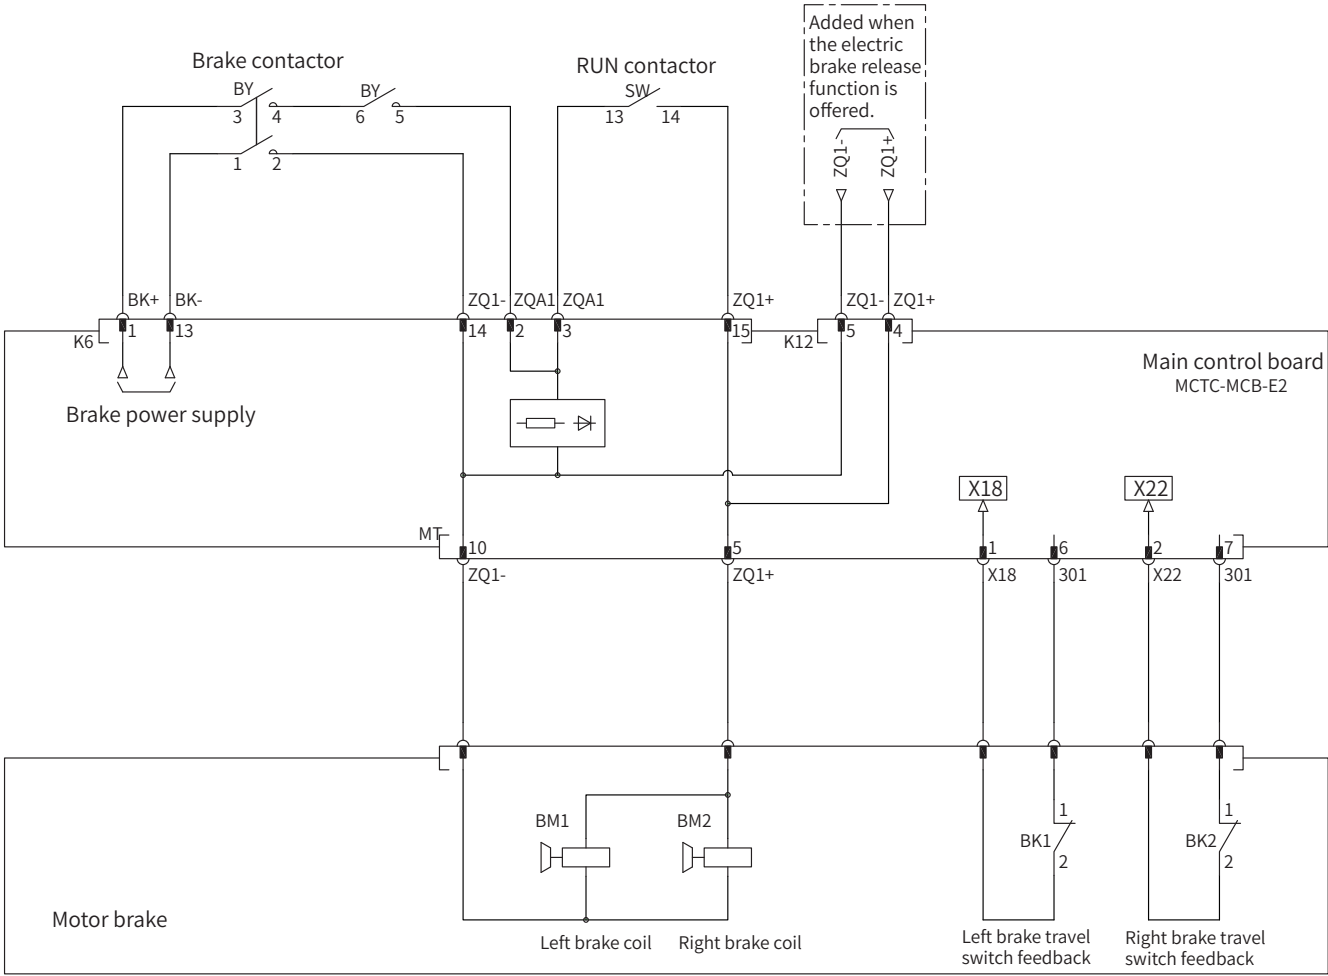 Added when
the electric
brake release
function is
offered.
ZQ1-
ZQ1+
Brake contactor
BY
3
4
BY
6
5
1
2
RUN contactor
SW
13
14
BK+
BK-
ZQ1-
ZQA1
ZQA1
ZQ1+
ZQ1-
ZQ1+
K6
1
13
14
2
3
15
K12
5
4
Brake power supply
Main control board
MCTC-MCB-E2
X18
X22
MT
10
5
1
6
2
7
ZQ1-
ZQ1+
X18
301
X22
301
BM1
BM2
1
BK1
2
1
BK2
2
Motor brake
Left brake coil
Right brake coil
Left brake travel
switch feedback
Right brake travel
switch feedback